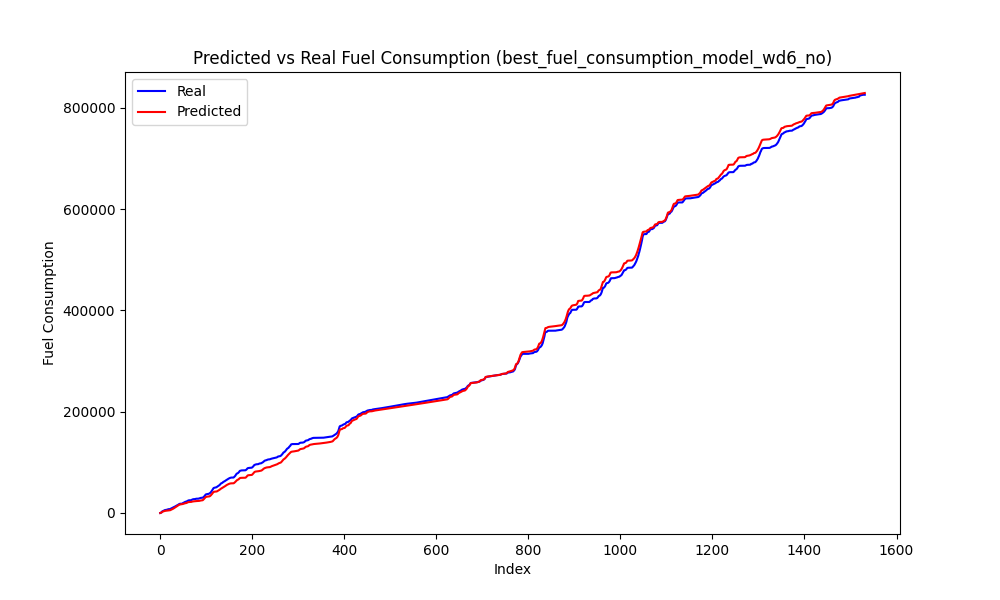 Predicted vs Real Fuel Consumption (best_fuel_consumption_model_wd6_no)
Real
Predicted
800000
600000
400000
200000
0
Fuel Consumption
0 200 400 600 800 1000 1200 1400 1600
Index